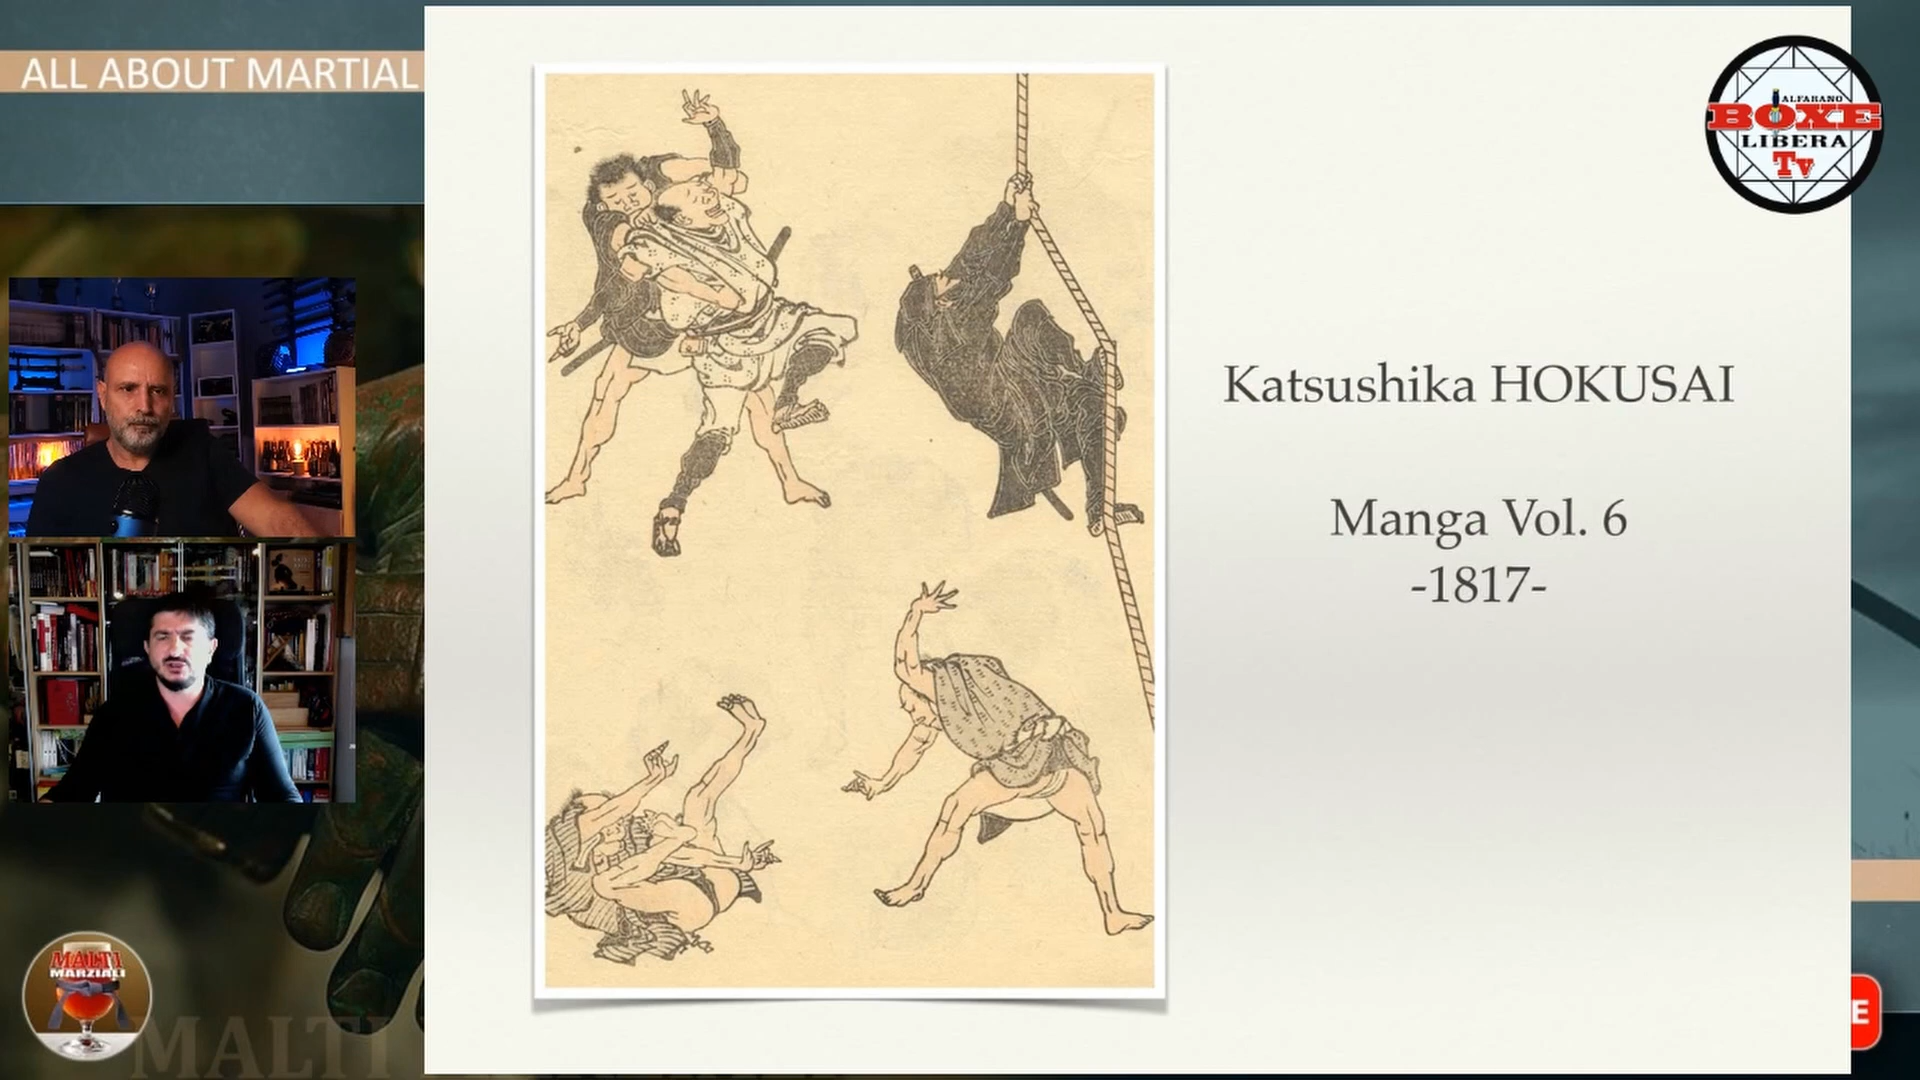 ALL ABOUT MARTIAL
ALFARANO
BOXE
LIBERA
Tv
Katsushika HOKUSAI
Manga Vol. 6
-1817-
MALTI
MARZIALI
MALTI
E